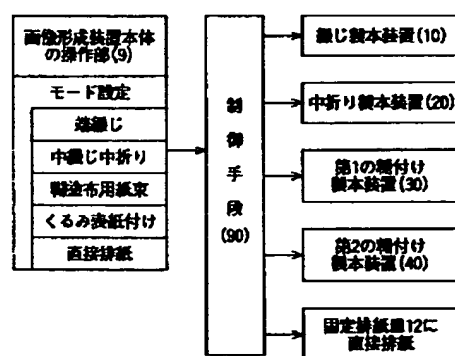 画像形成装置本体
の操作部(9)
モード設定
端綴じ
中綴じ中折り
糊塗布用紙束
くるみ表紙付け
直接排紙
制
御
手
段
(90)
綴じ製本装置(10)
中折り製本装置(20)
第1の糊付け
製本装置(30)
第2の糊付け
製本装置(40)
固定排紙皿12に
直接排紙